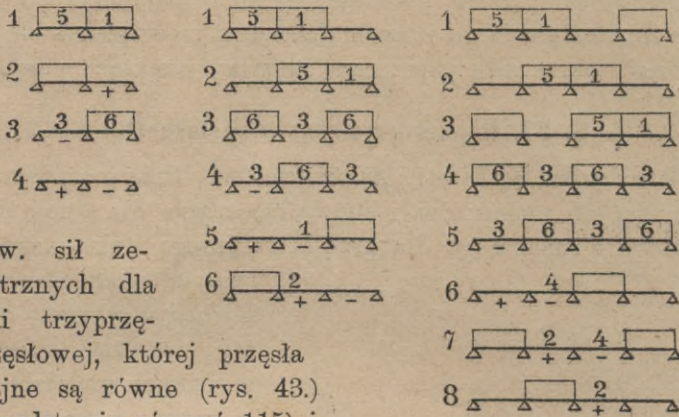 1 5 1
2 +
3 3 6 −
4 + −
1 5 1
2 5 1
3 6 3 6
4 3 6 3 −
5 1 + −
6 2 + −
1 5 1
2 5 1
3 5 1
4 6 3 6 3
5 3 6 3 6 −
6 4 + −
7 2 4 + −
8 2 +
w. sił ze-
trznych dla
i trzyprzę-
ęsłowej, której przęsła
jne są równe (rys. 43.)
115) i